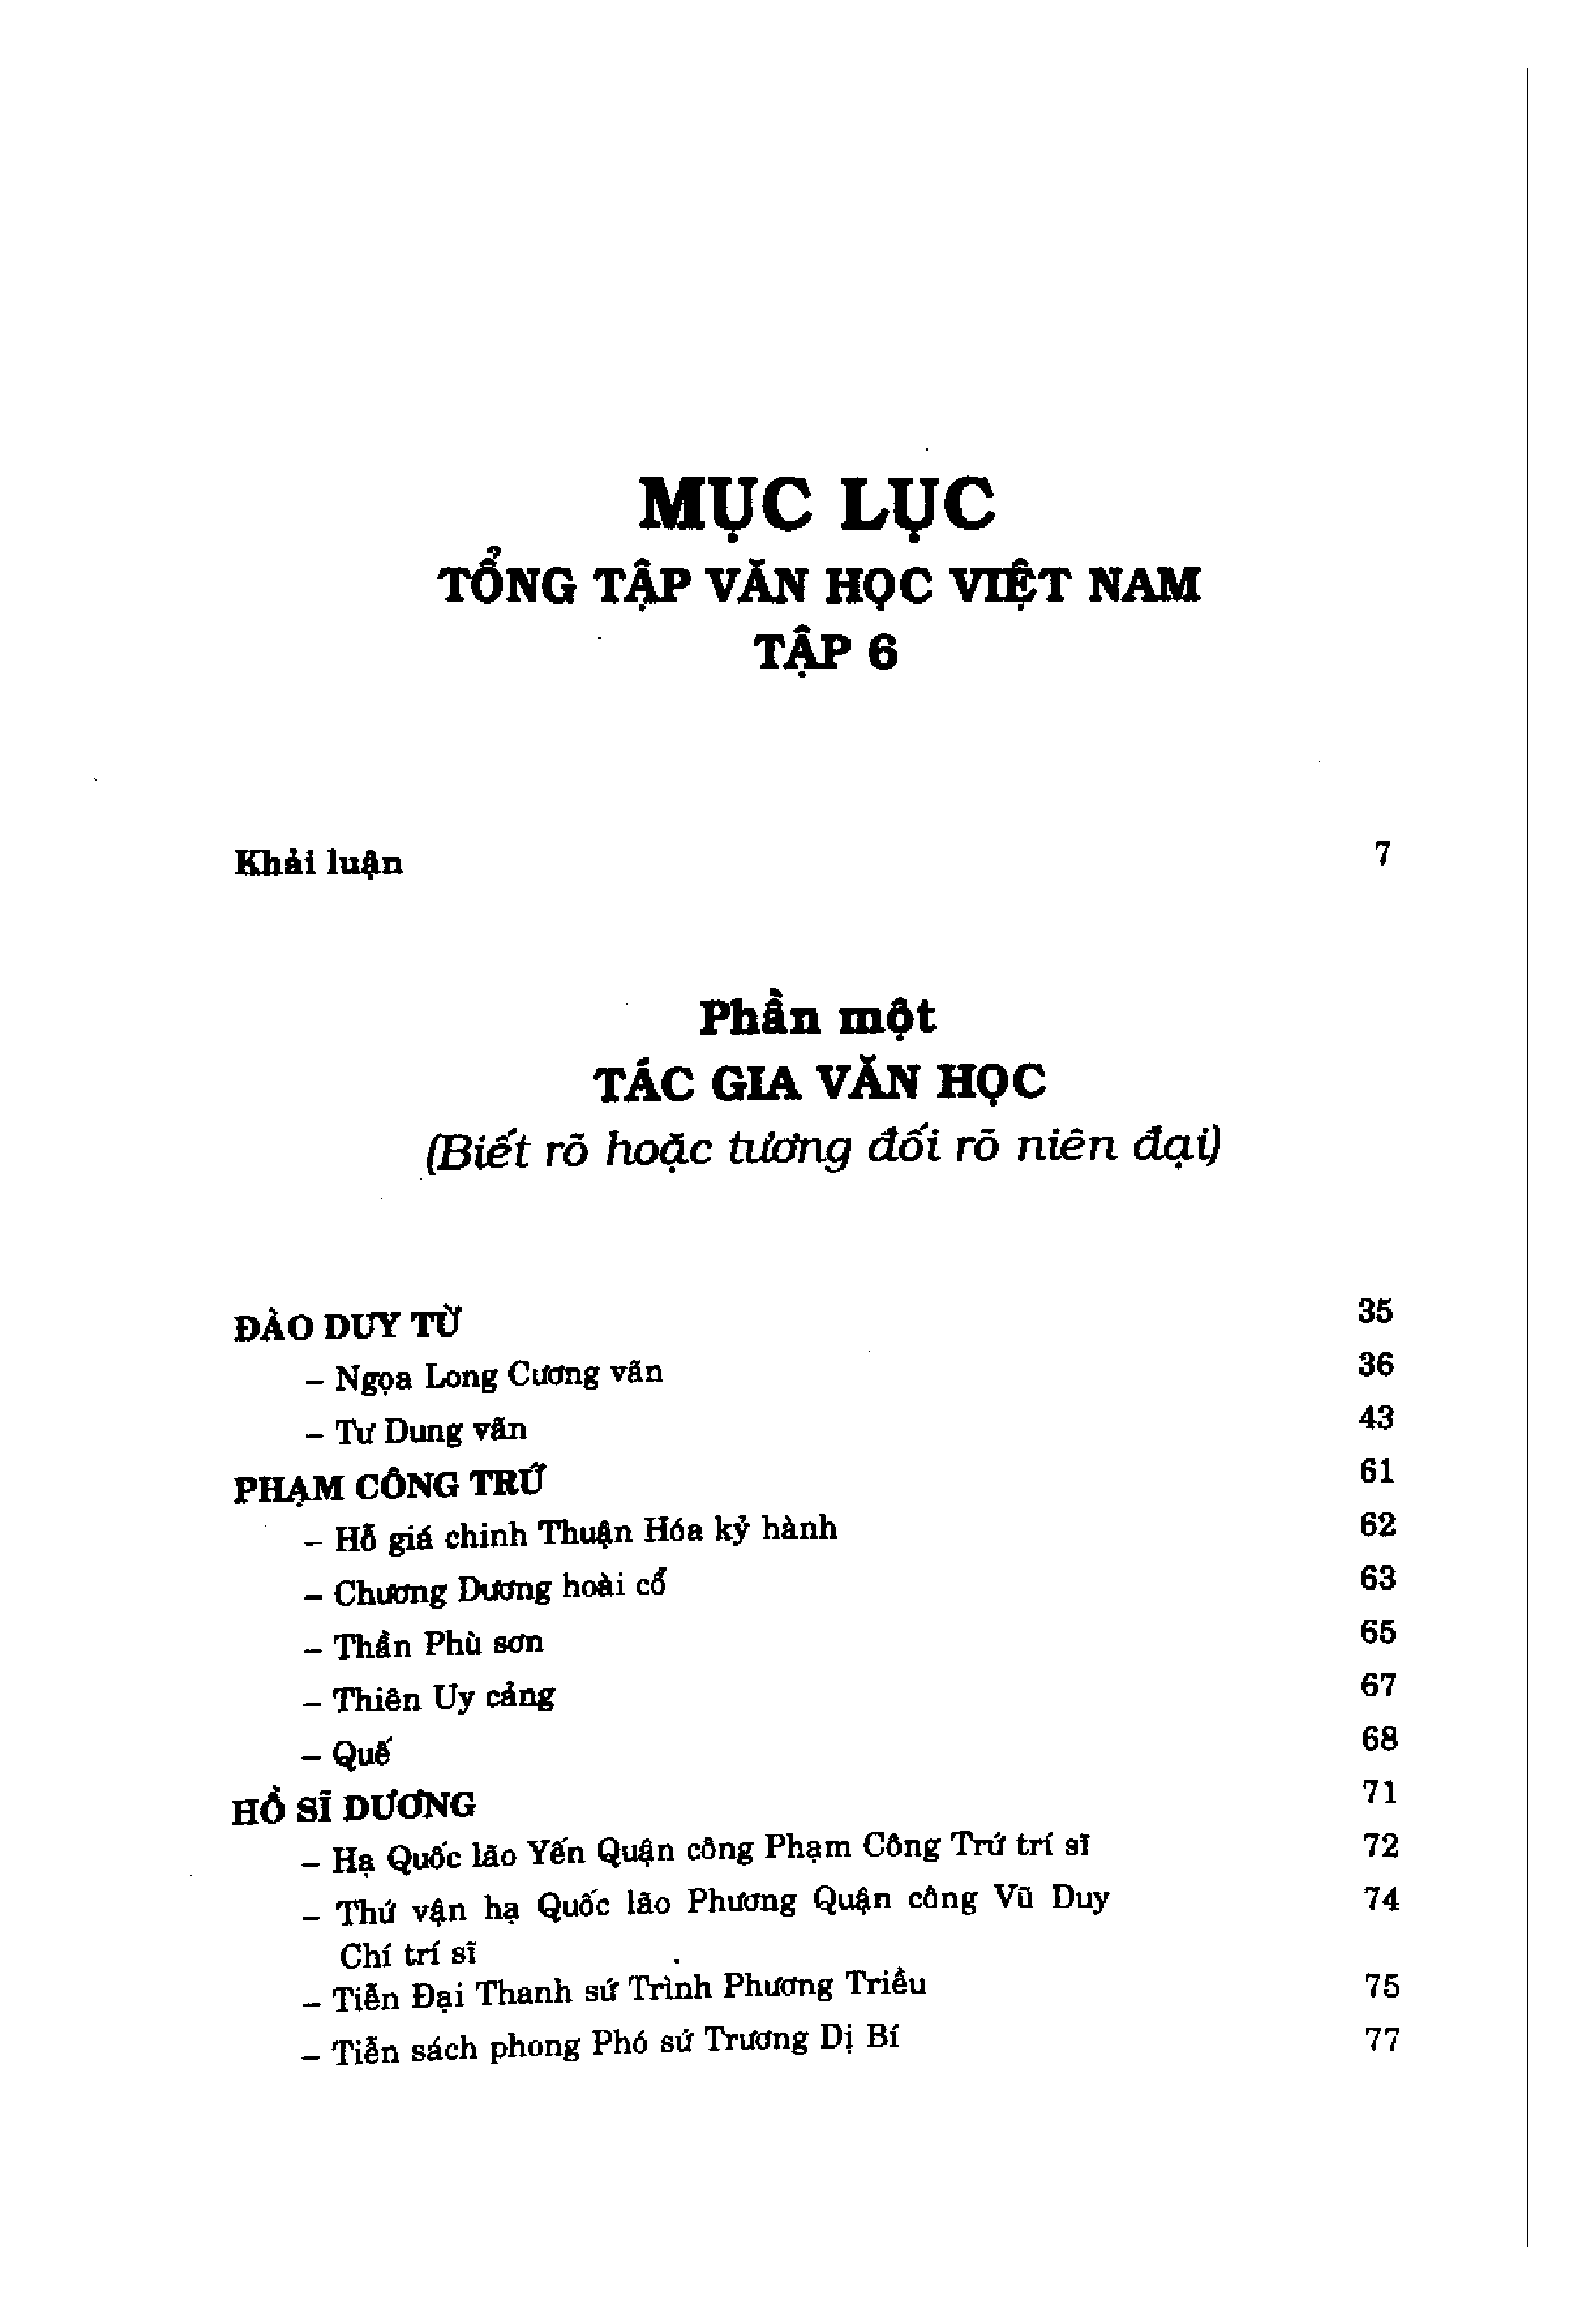 MỤC LỤC
TỔNG TẬP VĂN HỌC VIỆT NAM
TẬP 6
Khải luận 7
Phần một
TÁC GIA VĂN HỌC
(Biết rõ hoặc tương đối rõ niên đại)
ĐÀO DUY TỪ 35
– Ngọa Long Cương vãn 36
– Tư Dung vãn 43
PHẠM CÔNG TRỨ 61
– Hỗ giá chinh Thuận Hóa kỷ hành 62
– Chương Dương hoài cổ 63
– Thần Phù sơn 65
– Thiên Uy cảng 67
– Quế 68
HỒ SĨ DƯƠNG 71
– Hạ Quốc lão Yến Quận công Phạm Công Trứ trí sĩ 72
– Thứ vận hạ Quốc lão Phương Quận công Vũ Duy 74
Chí trí sĩ
– Tiễn Đại Thanh sứ Trình Phương Triều 75
– Tiễn sách phong Phó sứ Trương Dị Bí 77